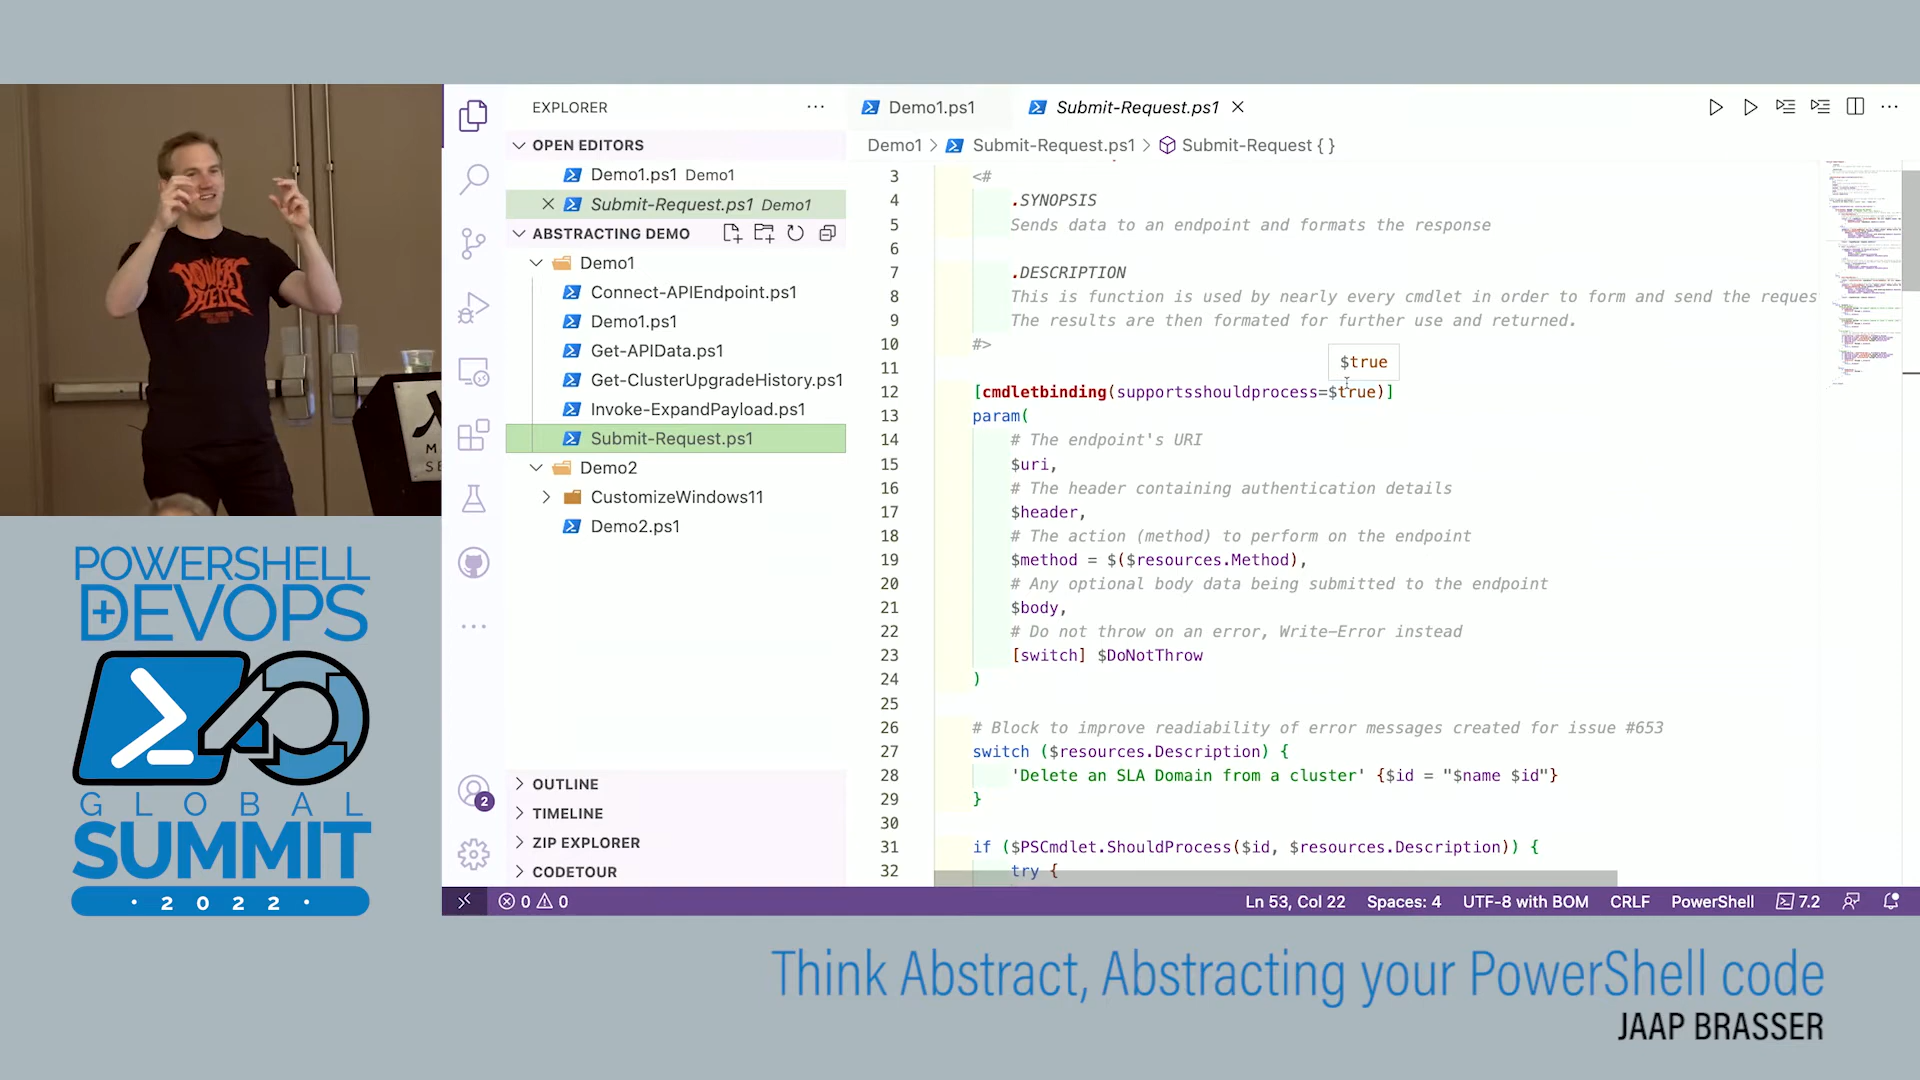 POWERS
HELL
M
SE
POWERSHELL
+DEVOPS
GLOBAL
SUMMIT
· 2022 ·
EXPLORER
OPEN EDITORS
Demo1.ps1 Demo1
Submit-Request.ps1 Demo1
ABSTRACTING DEMO
Demo1
Connect-APIEndpoint.ps1
Demo1.ps1
Get-APIData.ps1
Get-ClusterUpgradeHistory.ps1
Invoke-ExpandPayload.ps1
Submit-Request.ps1
Demo2
CustomizeWindows11
Demo2.ps1
OUTLINE
TIMELINE
ZIP EXPLORER
CODETOUR
2
Demo1.ps1
Submit-Request.ps1
Demo1 > Submit-Request.ps1 > Submit-Request { }
3 <#
4 .SYNOPSIS
5 Sends data to an endpoint and formats the response
6
7 .DESCRIPTION
8 This is function is used by nearly every cmdlet in order to form and send the reques
9 The results are then formated for further use and returned.
10 #>
11
$true
12 [cmdletbinding(supportsshouldprocess=$true)]
13 param(
14 # The endpoint's URI
15 $uri,
16 # The header containing authentication details
17 $header,
18 # The action (method) to perform on the endpoint
19 $method = $($resources.Method),
20 # Any optional body data being submitted to the endpoint
21 $body,
22 # Do not throw on an error, Write-Error instead
23 [switch] $DoNotThrow
24 )
25
26 # Block to improve readiability of error messages created for issue #653
27 switch ($resources.Description) {
28 'Delete an SLA Domain from a cluster' {$id = "$name $id"}
29 }
30
31 if ($PSCmdlet.ShouldProcess($id, $resources.Description)) {
32 try {
0 0
Ln 53, Col 22
Spaces: 4
UTF-8 with BOM
CRLF
PowerShell
7.2
Think Abstract, Abstracting your PowerShell code
JAAP BRASSER